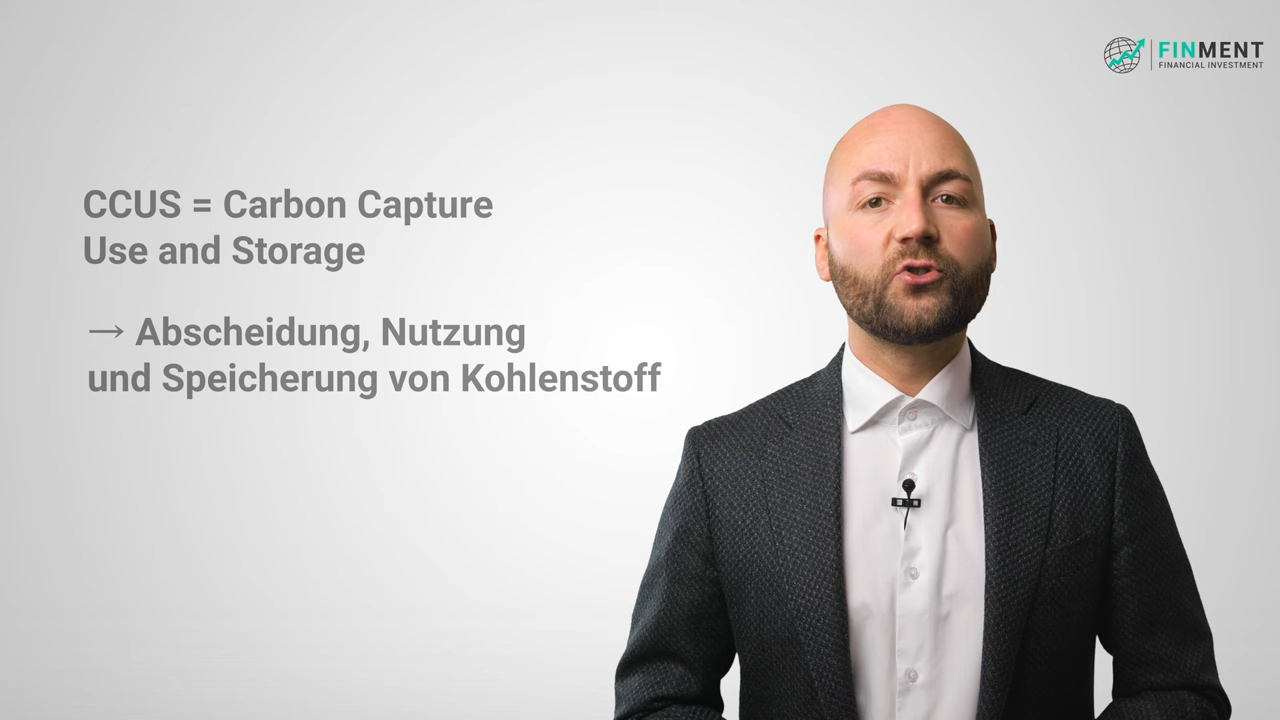 FINMENT
FINANCIAL INVESTMENT
CCUS = Carbon Capture
Use and Storage
→ Abscheidung, Nutzung
und Speicherung von Kohlenstoff